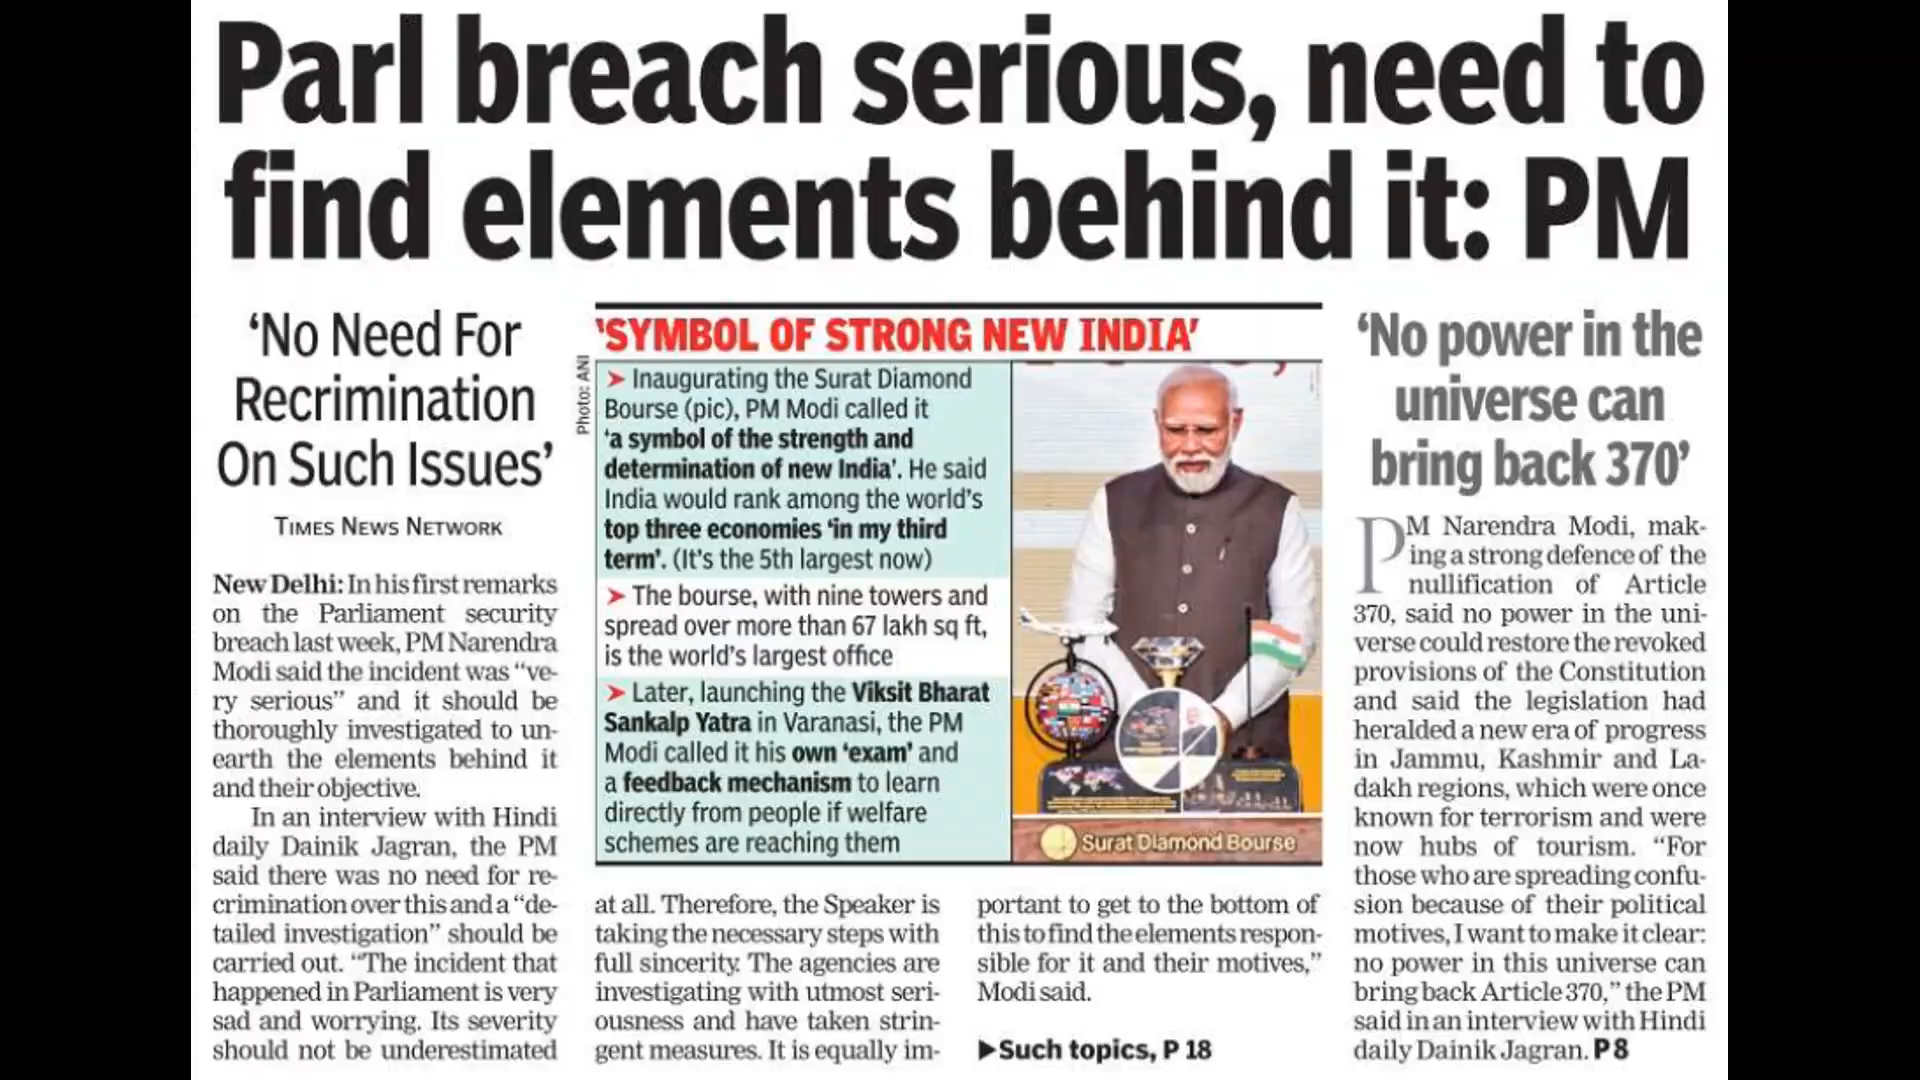 Parl breach serious, need to
find elements behind it: PM
‘No Need For
Recrimination
On Such Issues’
TIMES NEWS NETWORK
New Delhi: In his first remarks
on the Parliament security
breach last week, PM Narendra
Modi said the incident was “ve-
ry serious” and it should be
thoroughly investigated to un-
earth the elements behind it
and their objective.
In an interview with Hindi
daily Dainik Jagran, the PM
said there was no need for re-
crimination over this and a “de-
tailed investigation” should be
carried out. “The incident that
happened in Parliament is very
sad and worrying. Its severity
should not be underestimated
Photo: ANI
‘SYMBOL OF STRONG NEW INDIA’
➤ Inaugurating the Surat Diamond
Bourse (pic), PM Modi called it
‘a symbol of the strength and
determination of new India’. He said
India would rank among the world’s
top three economies ‘in my third
term’. (It’s the 5th largest now)
➤ The bourse, with nine towers and
spread over more than 67 lakh sq ft,
is the world’s largest office
➤ Later, launching the Viksit Bharat
Sankalp Yatra in Varanasi, the PM
Modi called it his own ‘exam’ and
a feedback mechanism to learn
directly from people if welfare
schemes are reaching them
Surat Diamond Bourse
at all. Therefore, the Speaker is
taking the necessary steps with
full sincerity. The agencies are
investigating with utmost seri-
ousness and have taken strin-
gent measures. It is equally im-
portant to get to the bottom of
this to find the elements respon-
sible for it and their motives,”
Modi said.
▶Such topics, P 18
‘No power in the
universe can
bring back 370’
PM Narendra Modi, mak-
ing a strong defence of the
nullification of Article
370, said no power in the uni-
verse could restore the revoked
provisions of the Constitution
and said the legislation had
heralded a new era of progress
in Jammu, Kashmir and La-
dakh regions, which were once
known for terrorism and were
now hubs of tourism. “For
those who are spreading confu-
sion because of their political
motives, I want to make it clear:
no power in this universe can
bring back Article 370,” the PM
said in an interview with Hindi
daily Dainik Jagran. P 8